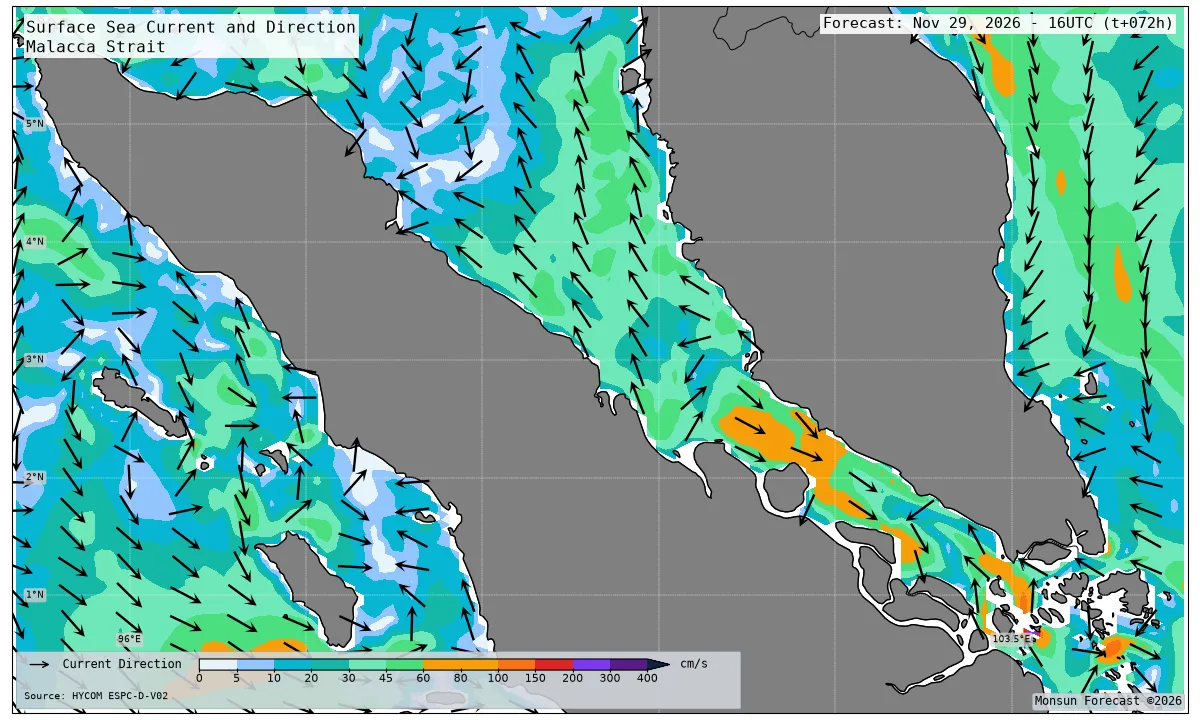 Surface Sea Current and Direction
Malacca Strait
Forecast: Nov 29, 2026 - 16UTC (t+072h)
5°N
4°N
3°N
2°N
1°N
96°E
103.5°E
Current Direction
0 5 10 20 30 45 60 80 100 150 200 300 400
cm/s
Source: HYCOM ESPC-D-V02
Monsun Forecast ©2026